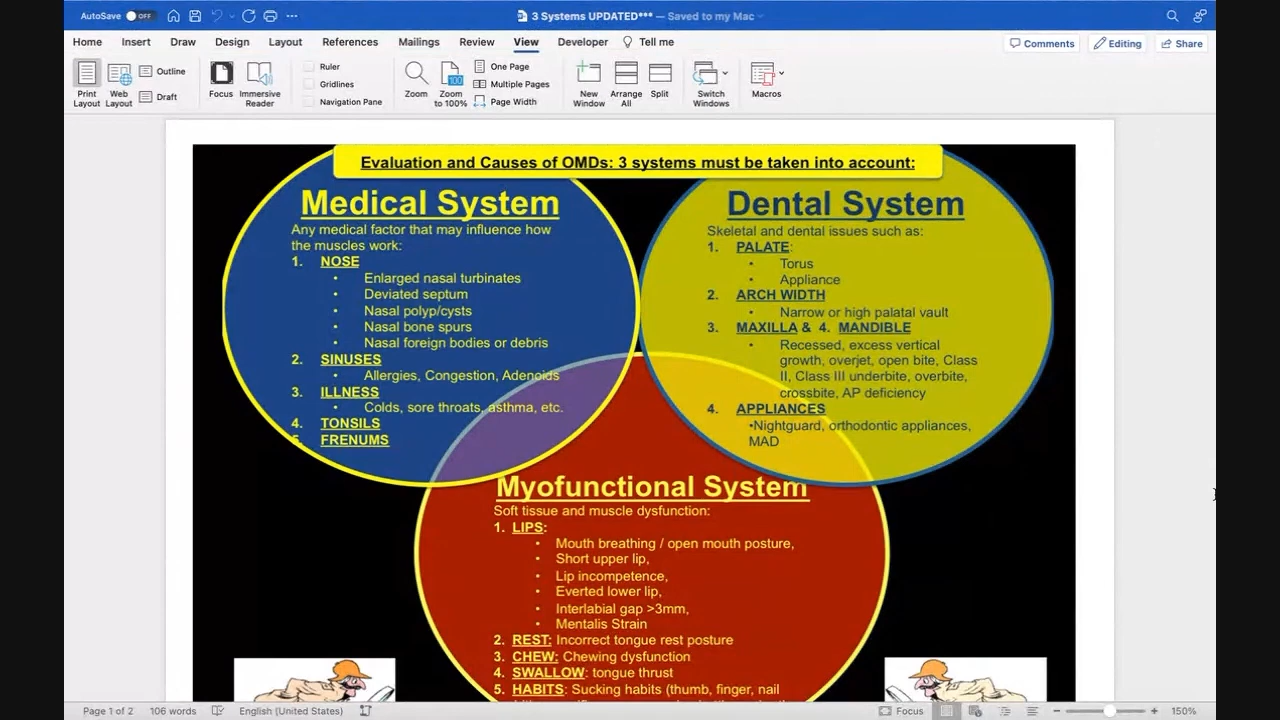 AutoSave OFF
3 Systems UPDATED*** — Saved to my Mac
Home Insert Draw Design Layout References Mailings Review View Developer Tell me
Comments Editing Share
Print Layout
Web Layout
Outline
Draft
Focus
Immersive Reader
Ruler
Gridlines
Navigation Pane
Zoom
Zoom to 100%
100
One Page
Multiple Pages
Page Width
New Window
Arrange All
Split
Switch Windows
Macros
Evaluation and Causes of OMDs: 3 systems must be taken into account:
Medical System
Any medical factor that may influence how
the muscles work:
1. NOSE
• Enlarged nasal turbinates
• Deviated septum
• Nasal polyp/cysts
• Nasal bone spurs
• Nasal foreign bodies or debris
2. SINUSES
• Allergies, Congestion, Adenoids
3. ILLNESS
• Colds, sore throats, asthma, etc.
4. TONSILS
5. FRENUMS
Dental System
Skeletal and dental issues such as:
1. PALATE:
• Torus
• Appliance
2. ARCH WIDTH
• Narrow or high palatal vault
3. MAXILLA & 4. MANDIBLE
• Recessed, excess vertical
growth, overjet, open bite, Class
II, Class III underbite, overbite,
crossbite, AP deficiency
4. APPLIANCES
•Nightguard, orthodontic appliances,
MAD
Myofunctional System
Soft tissue and muscle dysfunction:
1. LIPS:
• Mouth breathing / open mouth posture,
• Short upper lip,
• Lip incompetence,
• Everted lower lip,
• Interlabial gap >3mm,
• Mentalis Strain
2. REST: Incorrect tongue rest posture
3. CHEW: Chewing dysfunction
4. SWALLOW: tongue thrust
5. HABITS: Sucking habits (thumb, finger, nail
Page 1 of 2 106 words English (United States) Focus 150%